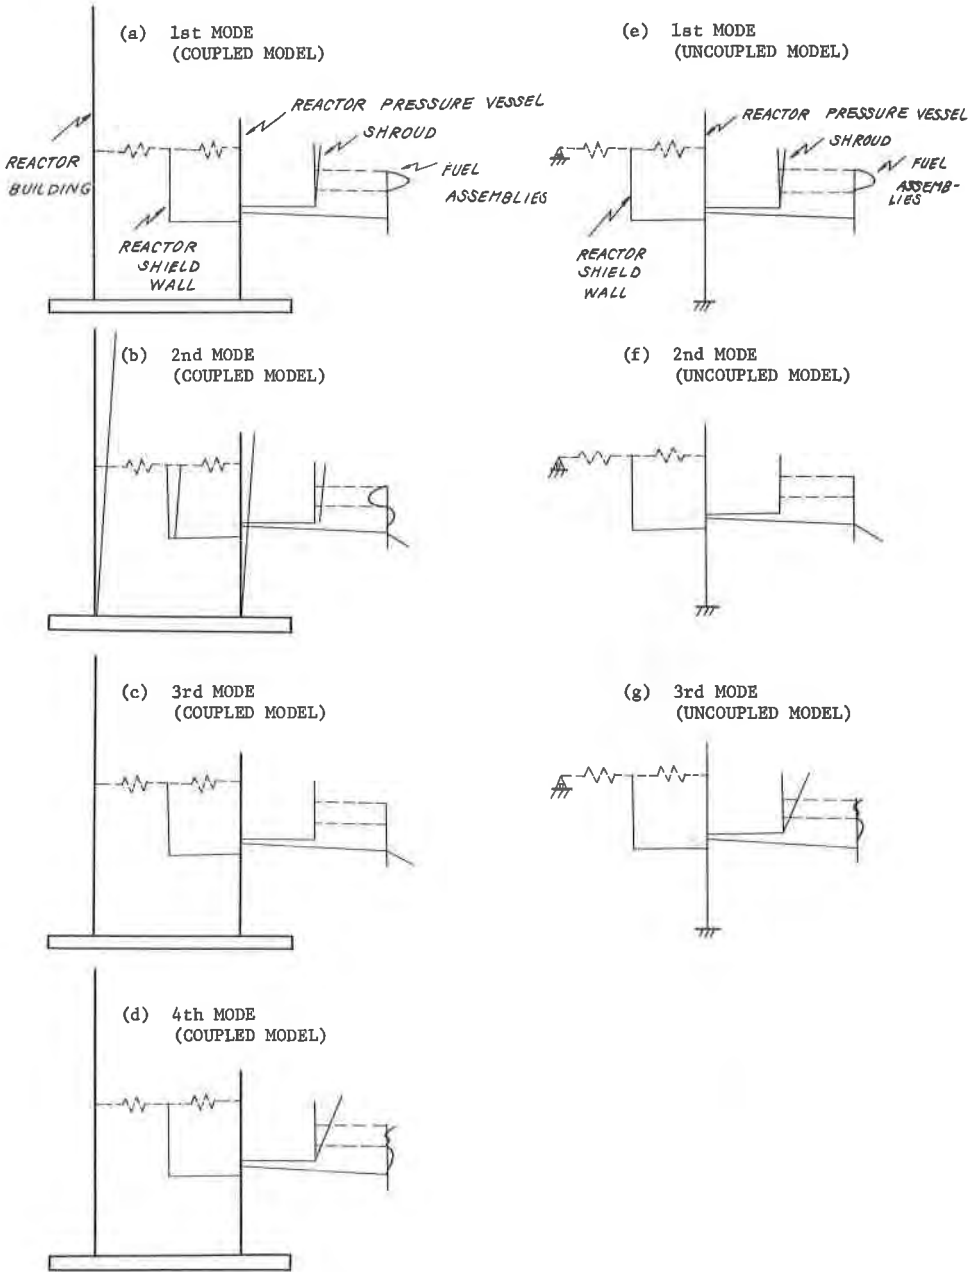 (a) 1st MODE
(COUPLED MODEL)
REACTOR PRESSURE VESSEL
SHROUD
REACTOR
BUILDING
FUEL
ASSEMBLIES
REACTOR
SHIELD
WALL
(e) 1st MODE
(UNCOUPLED MODEL)
REACTOR PRESSURE VESSEL
SHROUD
FUEL
ASSEMB-
LIES
REACTOR
SHIELD
WALL
(b) 2nd MODE
(COUPLED MODEL)
(f) 2nd MODE
(UNCOUPLED MODEL)
(c) 3rd MODE
(COUPLED MODEL)
(g) 3rd MODE
(UNCOUPLED MODEL)
(d) 4th MODE
(COUPLED MODEL)